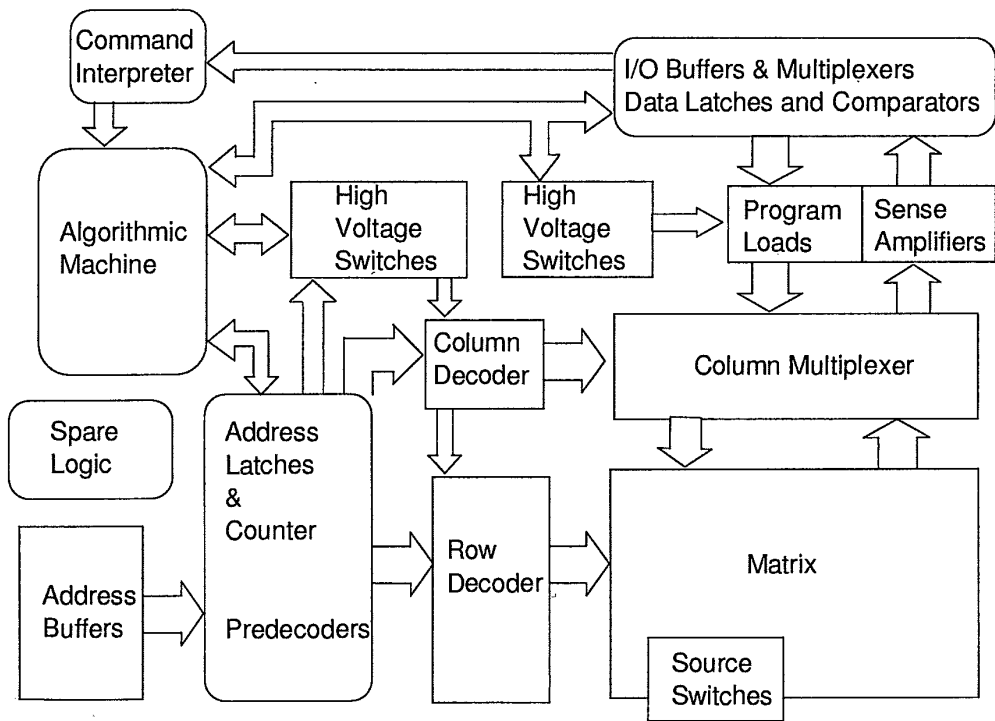 Command
Interpreter
I/O Buffers & Multiplexers
Data Latches and Comparators
Algorithmic
Machine
High
Voltage
Switches
High
Voltage
Switches
Program
Loads
Sense
Amplifiers
Column
Decoder
Column Multiplexer
Spare
Logic
Address
Latches
&
Counter
Predecoders
Row
Decoder
Matrix
Address
Buffers
Source
Switches